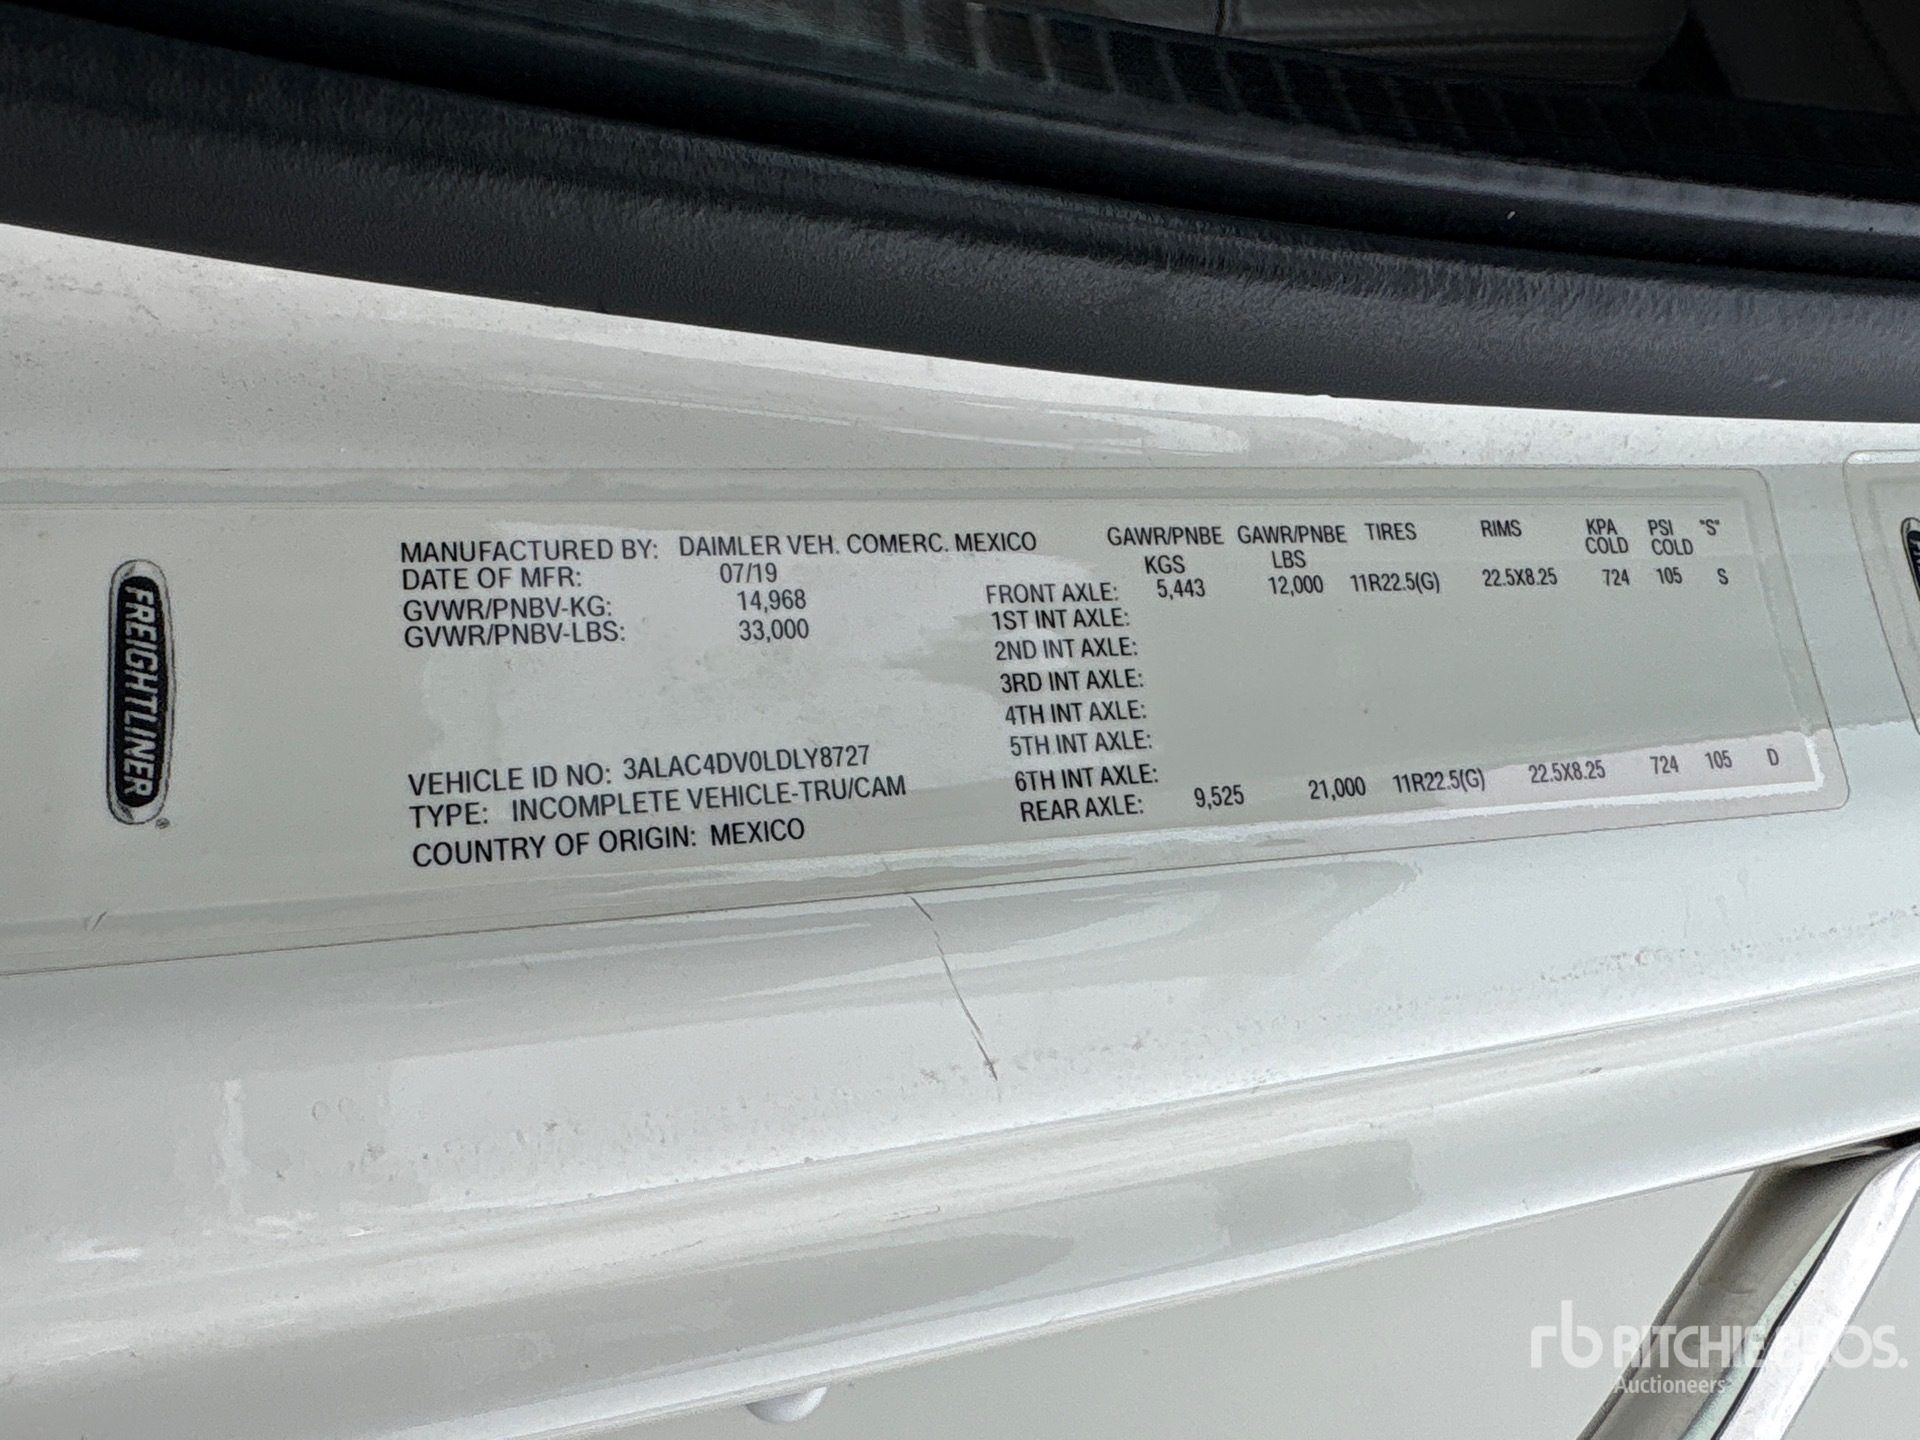 FREIGHTLINER®
MANUFACTURED BY: DAIMLER VEH. COMERC. MEXICO
DATE OF MFR: 07/19
GVWR/PNBV-KG: 14,968
GVWR/PNBV-LBS: 33,000
VEHICLE ID NO: 3ALAC4DV0LDLY8727
TYPE: INCOMPLETE VEHICLE-TRU/CAM
COUNTRY OF ORIGIN: MEXICO
GAWR/PNBE GAWR/PNBE TIRES RIMS KPA PSI "S"
KGS LBS COLD COLD
FRONT AXLE: 5,443 12,000 11R22.5(G) 22.5X8.25 724 105 S
1ST INT AXLE:
2ND INT AXLE:
3RD INT AXLE:
4TH INT AXLE:
5TH INT AXLE:
6TH INT AXLE:
REAR AXLE: 9,525 21,000 11R22.5(G) 22.5X8.25 724 105 D
rb RITCHIE BROS.
Auctioneers